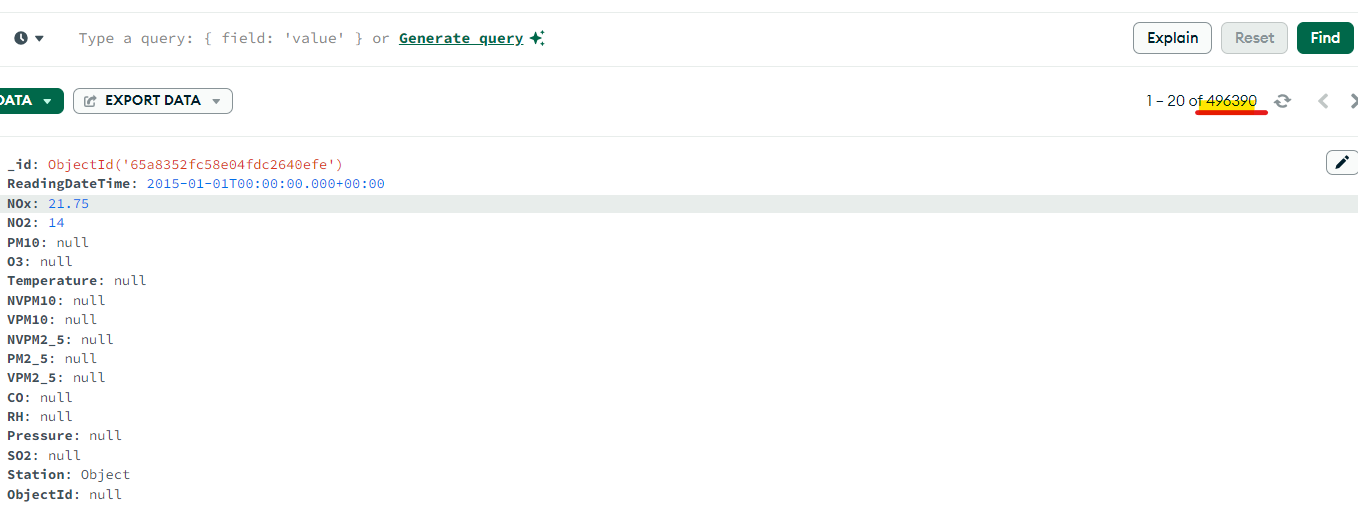 Type a query: { field: 'value' } or Generate query
Explain
Reset
Find
DATA
EXPORT DATA
1 – 20 of 496390
_id: ObjectId('65a8352fc58e04fdc2640efe')
ReadingDateTime: 2015-01-01T00:00:00.000+00:00
NOx: 21.75
NO2: 14
PM10: null
O3: null
Temperature: null
NVPM10: null
VPM10: null
NVPM2_5: null
PM2_5: null
VPM2_5: null
CO: null
RH: null
Pressure: null
SO2: null
Station: Object
ObjectId: null